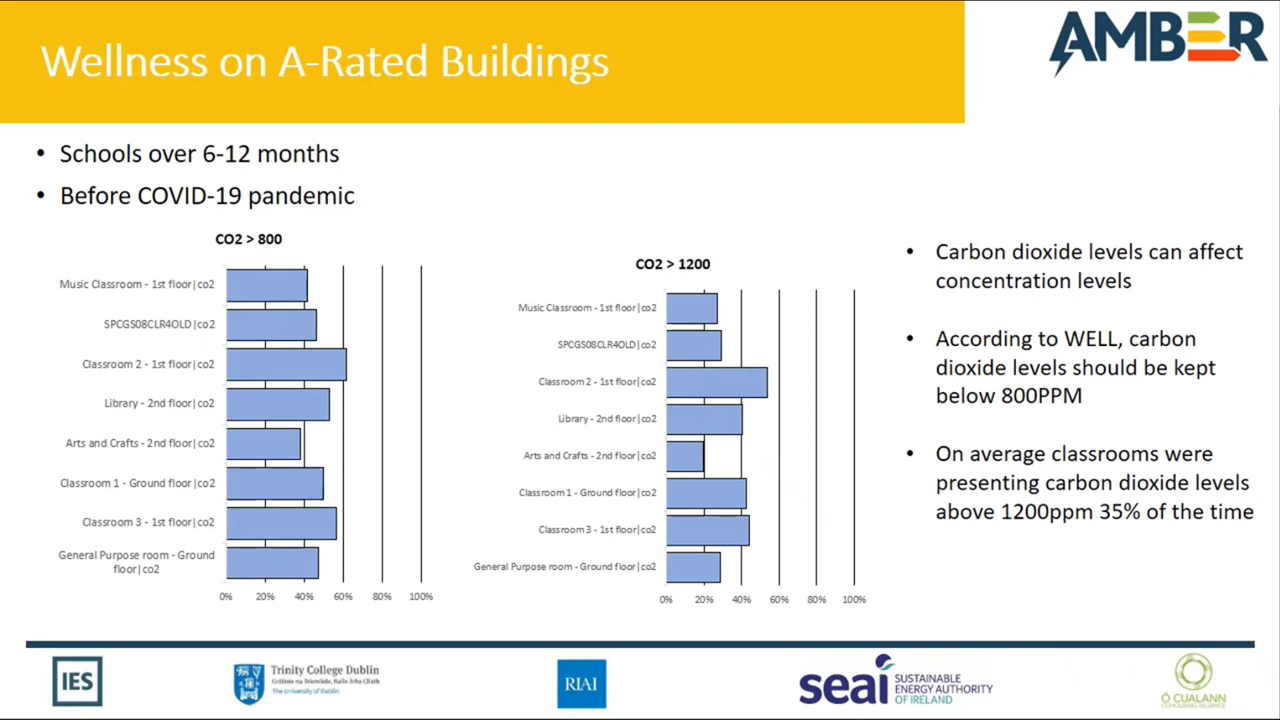 Wellness on A-Rated Buildings
AMBER
• Schools over 6-12 months
• Before COVID-19 pandemic
CO2 > 800
Music Classroom - 1st floor|co2
SPCGS08CLR4OLD|co2
Classroom 2 - 1st floor|co2
Library - 2nd floor|co2
Arts and Crafts - 2nd floor|co2
Classroom 1 - Ground floor|co2
Classroom 3 - 1st floor|co2
General Purpose room - Ground
floor|co2
0% 20% 40% 60% 80% 100%
CO2 > 1200
Music Classroom - 1st floor|co2
SPCGS08CLR4OLD|co2
Classroom 2 - 1st floor|co2
Library - 2nd floor|co2
Arts and Crafts - 2nd floor|co2
Classroom 1 - Ground floor|co2
Classroom 3 - 1st floor|co2
General Purpose room - Ground floor|co2
0% 20% 40% 60% 80% 100%
• Carbon dioxide levels can affect
concentration levels
• According to WELL, carbon
dioxide levels should be kept
below 800PPM
• On average classrooms were
presenting carbon dioxide levels
above 1200ppm 35% of the time
IES
Trinity College Dublin
Coláiste na Tríonóide, Baile Átha Cliath
The University of Dublin
RIAI
seai
SUSTAINABLE
ENERGY AUTHORITY
OF IRELAND
Ó CUALANN
COHOUSING ALLIANCE